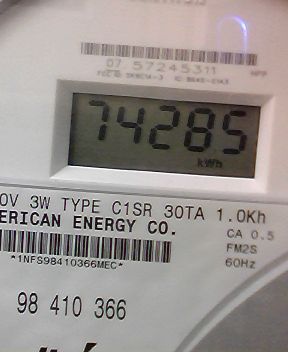 07 57245311
74285
kWh
0V 3W TYPE C1SR 30TA 1.0Kh
ERICAN ENERGY CO.
CA 0.5
FM2S
60Hz
*1NFS98410366MEC*
98 410 366